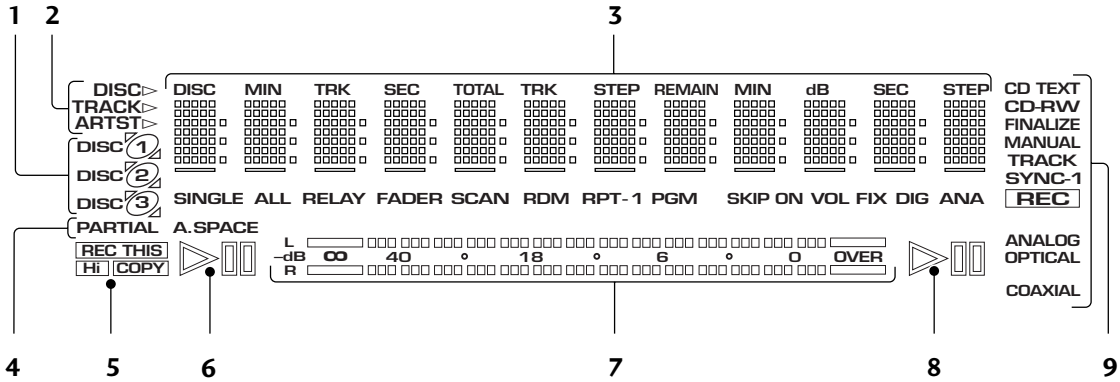 1 2 3
DISC▷ DISC MIN TRK SEC TOTAL TRK STEP REMAIN MIN dB SEC STEP CD TEXT
TRACK▷ CD-RW
ARTST▷ FINALIZE
DISC 1 MANUAL
DISC 2 TRACK
SYNC-1
DISC 3 SINGLE ALL RELAY FADER SCAN RDM RPT-1 PGM SKIP ON VOL FIX DIG ANA REC
PARTIAL A.SPACE
REC THIS L ANALOG
Hi COPY –dB ∞ 40 ° 18 ° 6 ° 0 OVER OPTICAL
R
COAXIAL
4 5 6 7 8 9